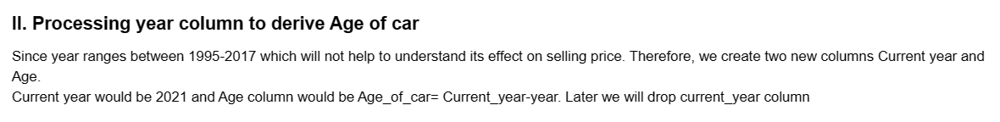 II. Processing year column to derive Age of car
Since year ranges between 1995-2017 which will not help to understand its effect on selling price. Therefore, we create two new columns Current year and
Age.
Current year would be 2021 and Age column would be Age_of_car= Current_year-year. Later we will drop current_year column